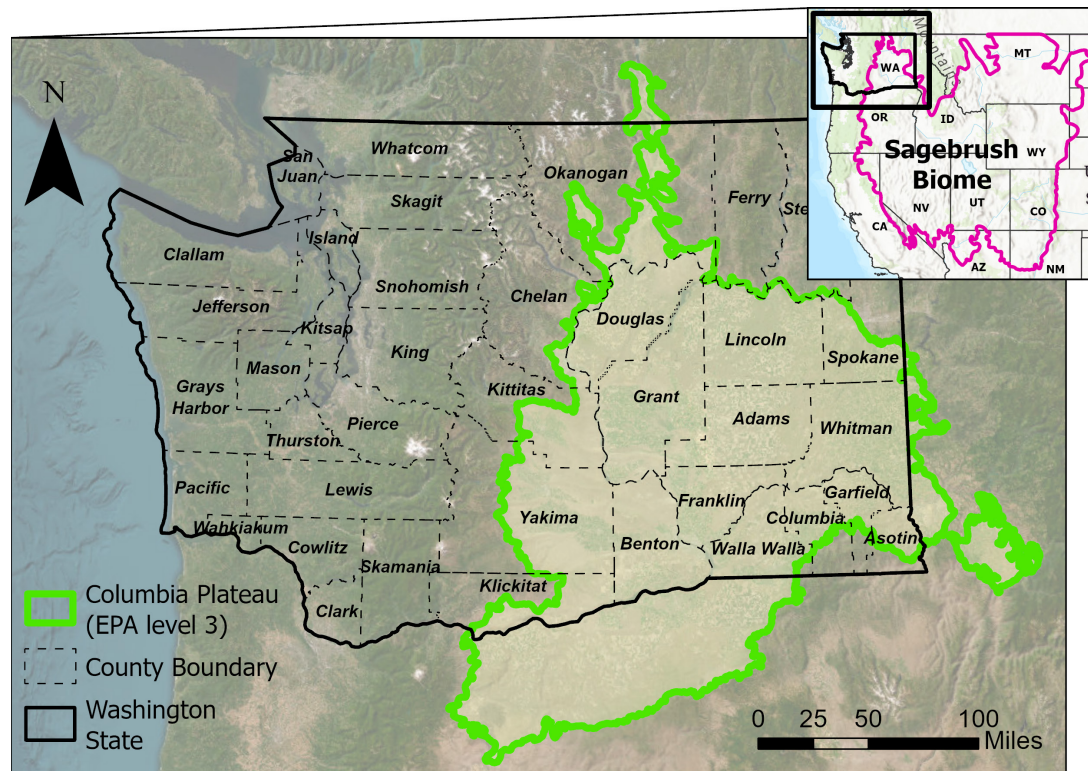 N
San
Juan
Whatcom
Skagit
Island
Clallam
Snohomish
Jefferson
Kitsap
King
Mason
Grays
Harbor
Pierce
Thurston
Pacific
Lewis
Wahkiakum
Cowlitz
Skamania
Clark
Okanogan
Ferry
Ste
Chelan
Douglas
Lincoln
Spokane
Kittitas
Grant
Adams
Whitman
Yakima
Franklin
Garfield
Columbia
Benton
Walla Walla
Asotin
Klickitat
WA
MT
OR
ID
Sagebrush
Biome
WY
NV
UT
CO
CA
AZ
NM
Columbia Plateau
(EPA level 3)
County Boundary
Washington
State
0 25 50 100
Miles